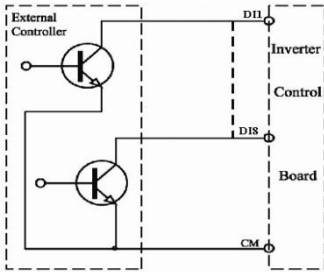 External
Controller
DI1
Inverter
Control
DI8
Board
CM